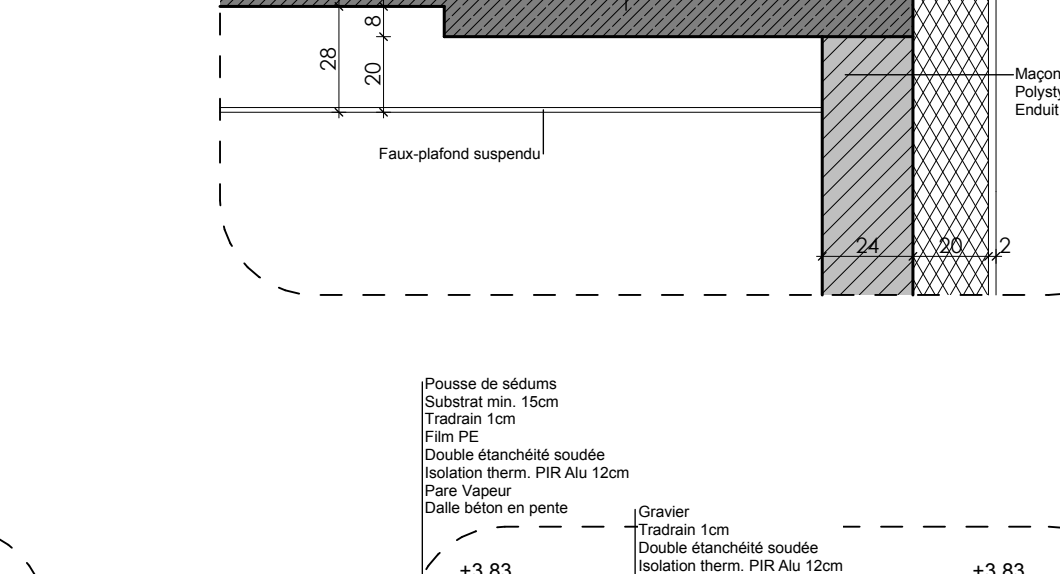 8
28
20
Maçon
Polysty
Enduit
Faux-plafond suspendu
24
20
2
Pousse de sédums
Substrat min. 15cm
Tradrain 1cm
Film PE
Double étanchéité soudée
Isolation therm. PIR Alu 12cm
Pare Vapeur
Dalle béton en pente
Gravier
Tradrain 1cm
Double étanchéité soudée
Isolation therm. PIR Alu 12cm
+3.83
+3.83